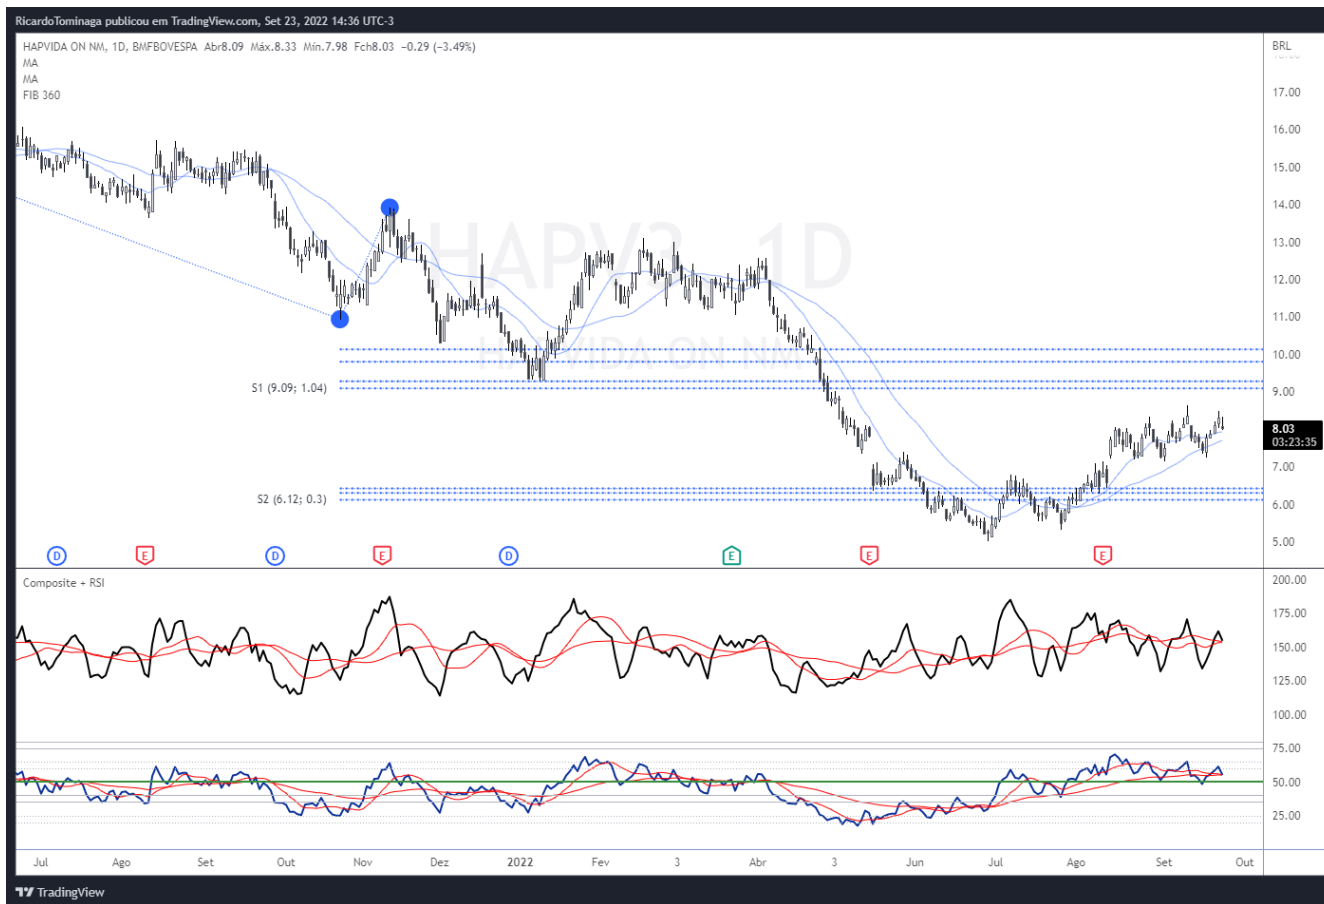 RicardoTominaga publicou em TradingView.com, Set 23, 2022 14:36 UTC-3
HAPVIDA ON NM, 1D, BMFBOVESPA Abr8.09 Máx.8.33 Mín.7.98 Fch8.03 −0.29 (−3.49%)
BRL
MA
MA
FIB 360
17.00
16.00
15.00
14.00
13.00
12.00
11.00
10.00
9.00
8.03
03:23:35
7.00
6.00
5.00
HAPV3, 1D
HAPVIDA ON NM
S1 (9.09; 1.04)
S2 (6.12; 0.3)
D
E
D
E
D
E
E
E
Composite + RSI
200.00
175.00
150.00
125.00
100.00
75.00
50.00
25.00
Jul Ago Set Out Nov Dez 2022 Fev 3 Abr 3 Jun Jul Ago Set Out
TradingView